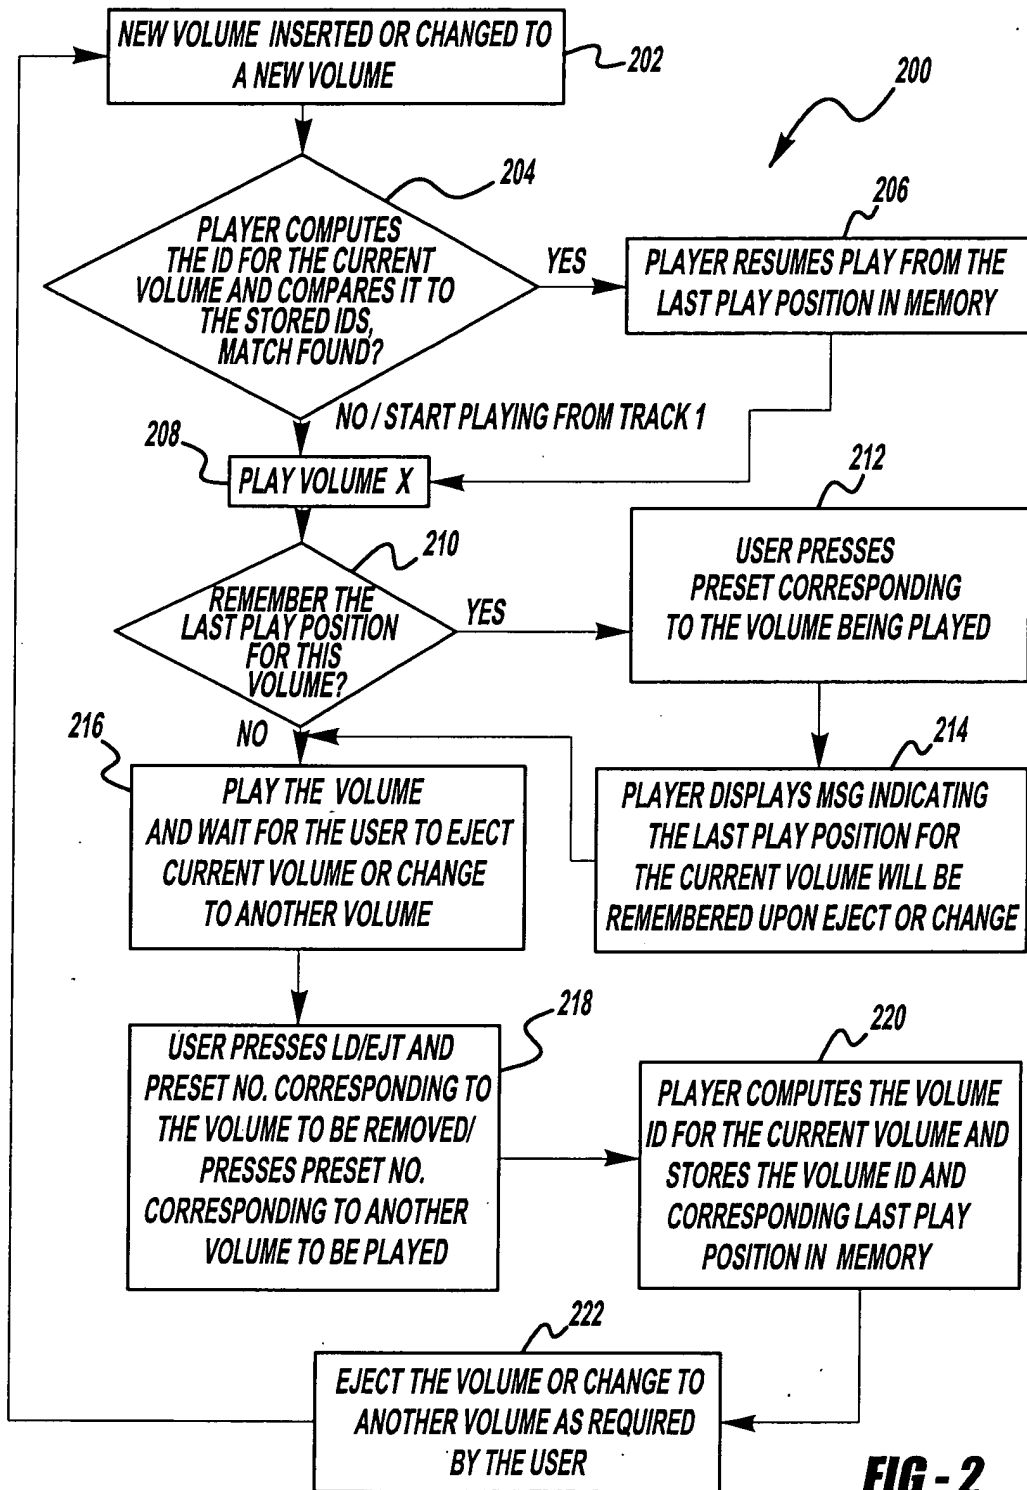 NEW VOLUME INSERTED OR CHANGED TO
A NEW VOLUME
202
200
204
PLAYER COMPUTES
THE ID FOR THE CURRENT
VOLUME AND COMPARES IT TO
THE STORED IDS,
MATCH FOUND?
YES
206
PLAYER RESUMES PLAY FROM THE
LAST PLAY POSITION IN MEMORY
NO / START PLAYING FROM TRACK 1
208
PLAY VOLUME X
210
REMEMBER THE
LAST PLAY POSITION
FOR THIS
VOLUME?
YES
212
USER PRESSES
PRESET CORRESPONDING
TO THE VOLUME BEING PLAYED
NO
214
PLAYER DISPLAYS MSG INDICATING
THE LAST PLAY POSITION FOR
THE CURRENT VOLUME WILL BE
REMEMBERED UPON EJECT OR CHANGE
216
PLAY THE VOLUME
AND WAIT FOR THE USER TO EJECT
CURRENT VOLUME OR CHANGE
TO ANOTHER VOLUME
218
USER PRESSES LD/EJT AND
PRESET NO. CORRESPONDING TO
THE VOLUME TO BE REMOVED/
PRESSES PRESET NO.
CORRESPONDING TO ANOTHER
VOLUME TO BE PLAYED
220
PLAYER COMPUTES THE VOLUME
ID FOR THE CURRENT VOLUME AND
STORES THE VOLUME ID AND
CORRESPONDING LAST PLAY
POSITION IN MEMORY
222
EJECT THE VOLUME OR CHANGE TO
ANOTHER VOLUME AS REQUIRED
BY THE USER
FIG - 2